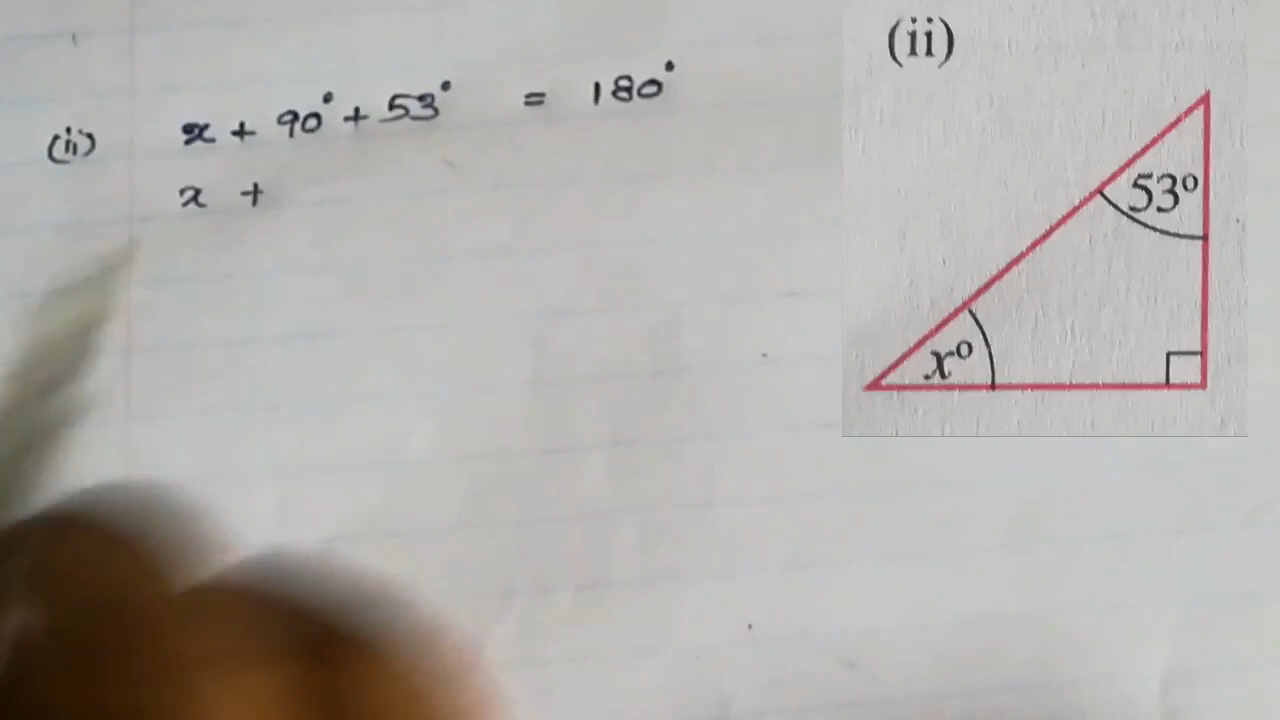 (ii) x + 90° + 53° = 180°
x +
(ii)
53°
x°